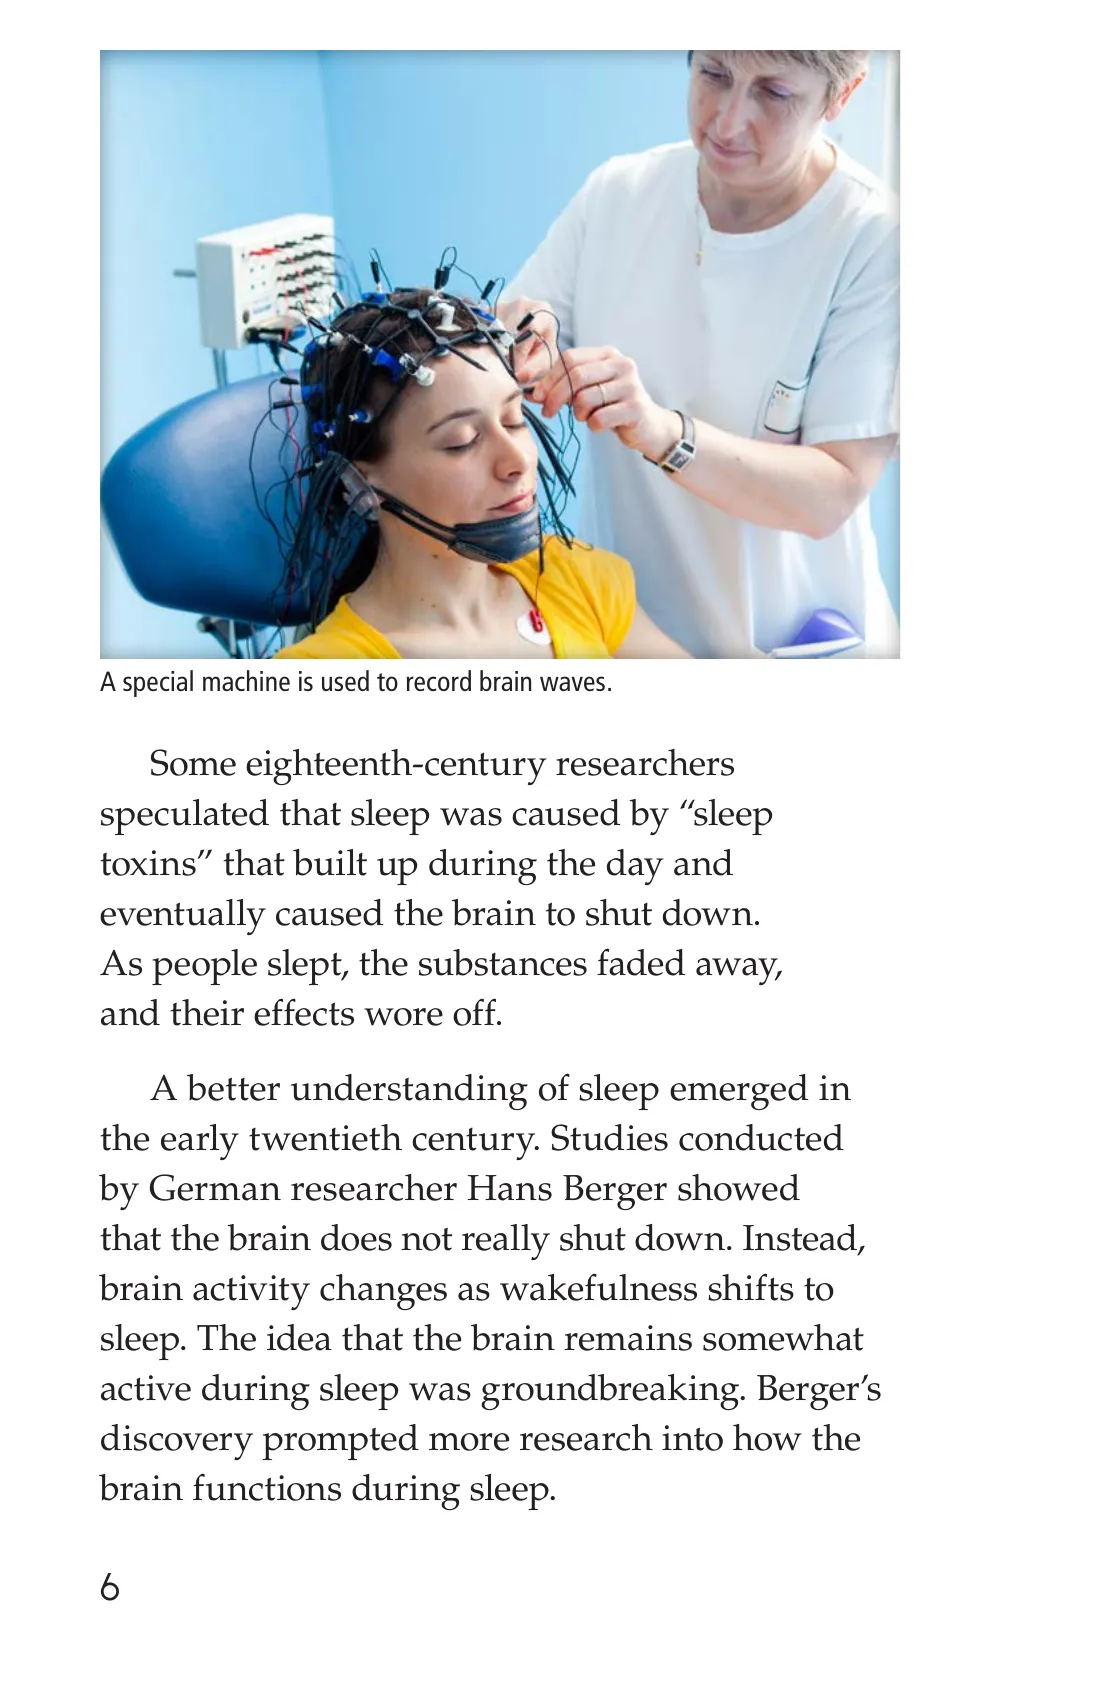 A special machine is used to record brain waves.
Some eighteenth-century researchers
speculated that sleep was caused by “sleep
toxins” that built up during the day and
eventually caused the brain to shut down.
As people slept, the substances faded away,
and their effects wore off.
A better understanding of sleep emerged in
the early twentieth century. Studies conducted
by German researcher Hans Berger showed
that the brain does not really shut down. Instead,
brain activity changes as wakefulness shifts to
sleep. The idea that the brain remains somewhat
active during sleep was groundbreaking. Berger’s
discovery prompted more research into how the
brain functions during sleep.
6